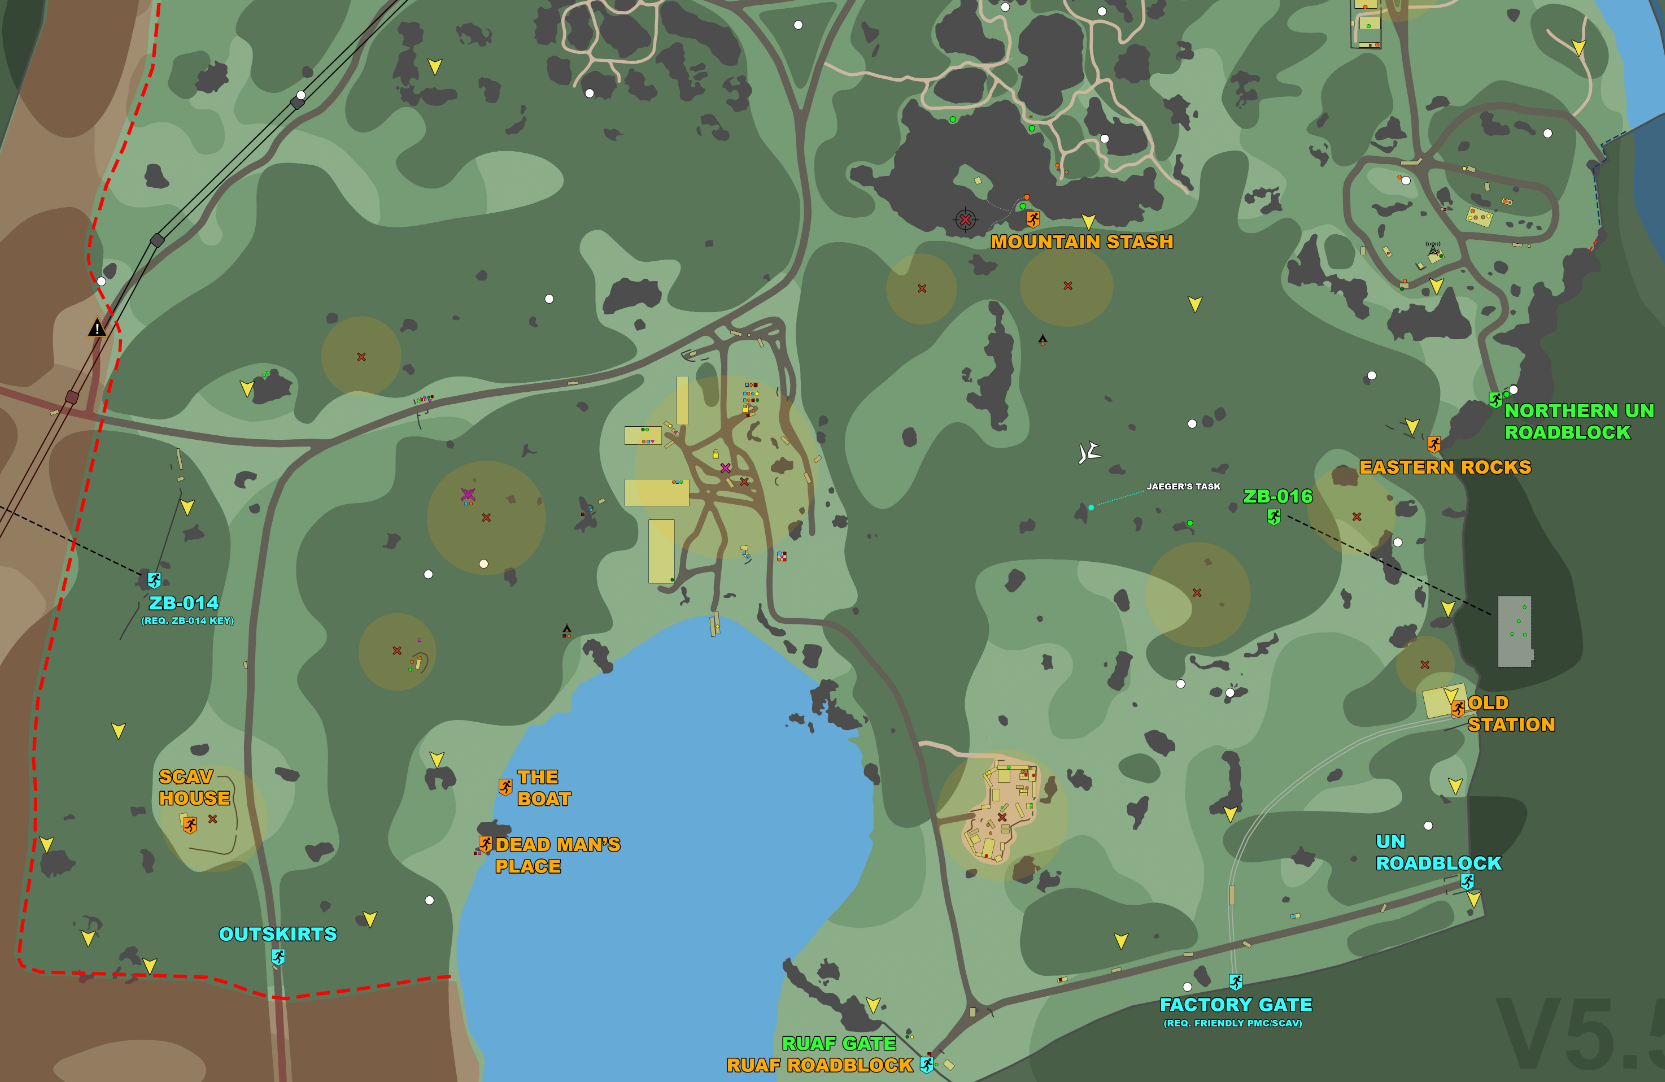 MOUNTAIN STASH
NORTHERN UN
ROADBLOCK
EASTERN ROCKS
JAEGER'S TASK
ZB-016
ZB-014
(REQ. ZB-014 KEY)
OLD
STATION
SCAV
HOUSE
THE
BOAT
DEAD MAN'S
PLACE
UN
ROADBLOCK
OUTSKIRTS
FACTORY GATE
(REQ. FRIENDLY PMC/SCAV)
RUAF GATE
RUAF ROADBLOCK
!